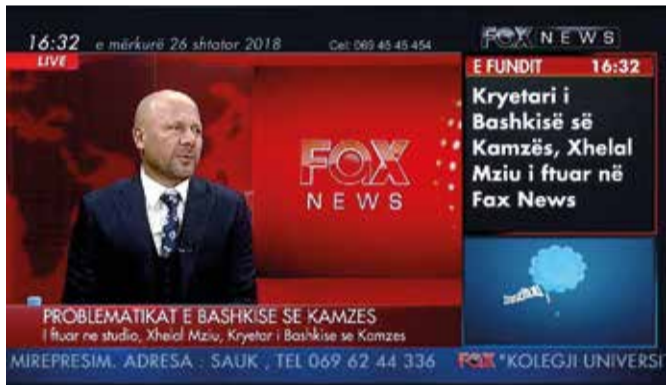 16:32 e mërkurë 26 shtator 2018 Cel: 069 45 45 454
LIVE
FOX NEWS
E FUNDIT 16:32
Kryetari i
Bashkisë së
Kamzës, Xhelal
Mziu i ftuar në
Fax News
FOX
NEWS
PROBLEMATIKAT E BASHKISE SE KAMZES
I ftuar ne studio, Xhelal Mziu, Kryetar i Bashkise se Kamzes
MIREPRESIM. ADRESA : SAUK , TEL 069 62 44 336 FOX "KOLEGJI UNIVERSI